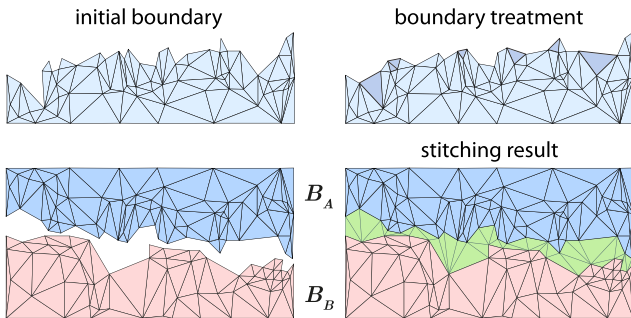 initial boundary
boundary treatment
stitching result
B_A
B_B